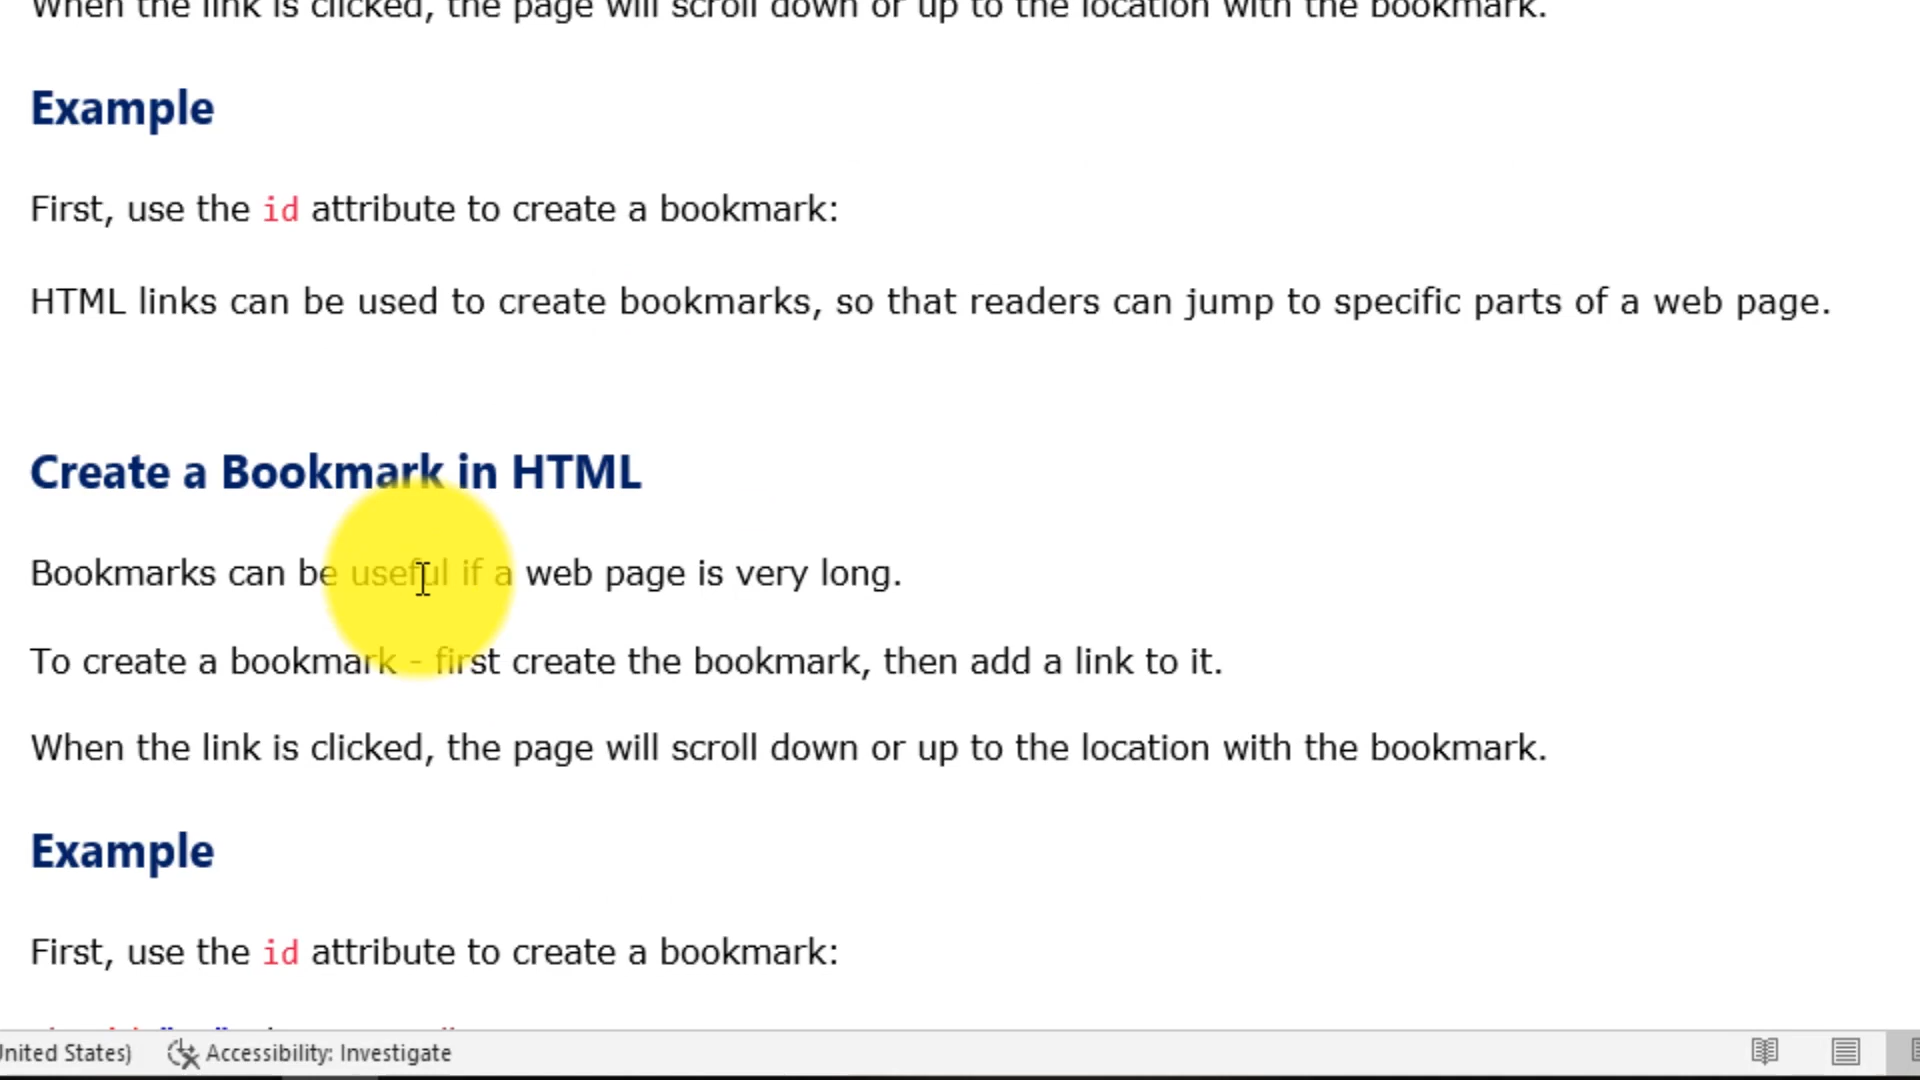 When the link is clicked, the page will scroll down or up to the location with the bookmark.
Example
First, use the id attribute to create a bookmark:
HTML links can be used to create bookmarks, so that readers can jump to specific parts of a web page.
Create a Bookmark in HTML
Bookmarks can be useful if a web page is very long.
To create a bookmark - first create the bookmark, then add a link to it.
When the link is clicked, the page will scroll down or up to the location with the bookmark.
Example
First, use the id attribute to create a bookmark:
United States) Accessibility: Investigate